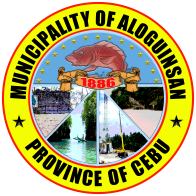 MUNICIPALITY OF ALOGUINSAN
1886
PROVINCE OF CEBU